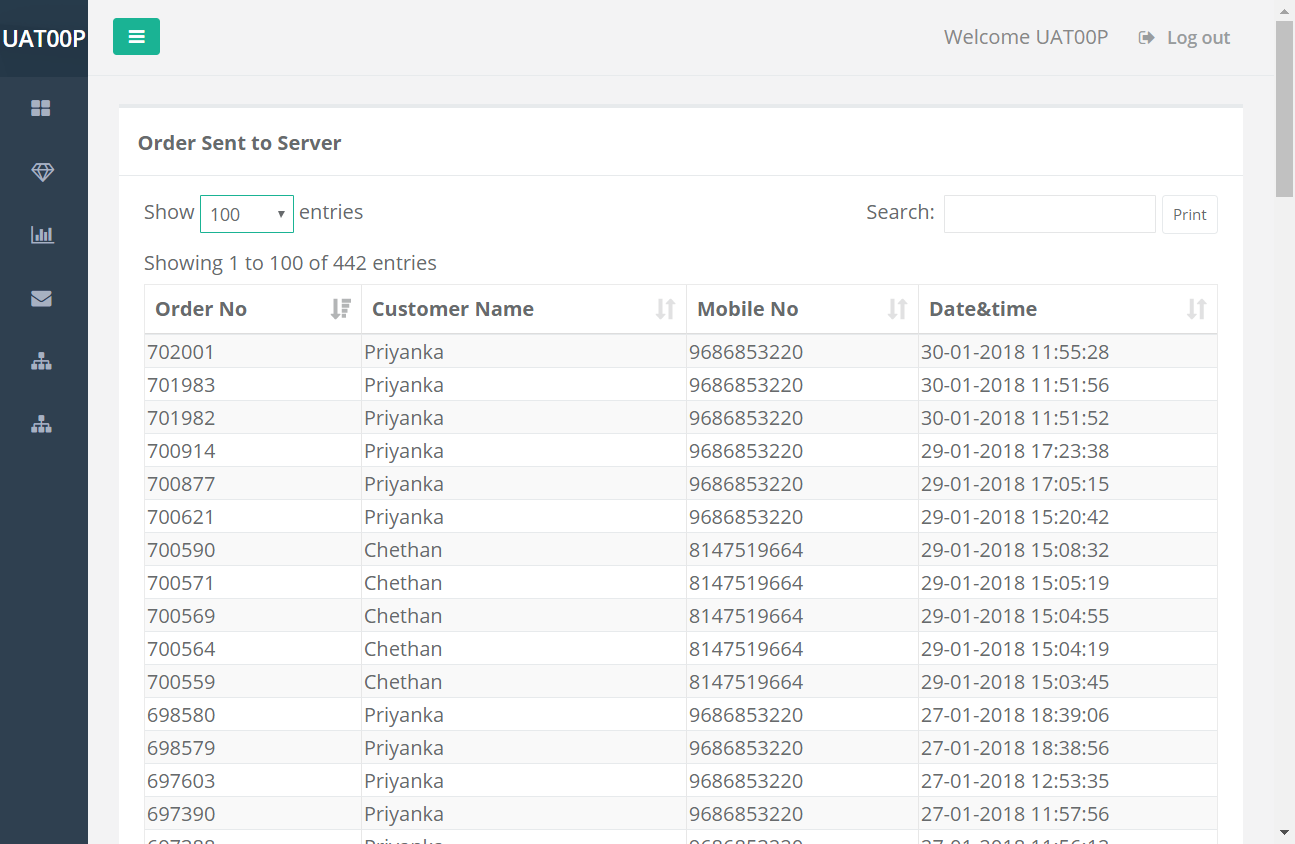 UAT00P
Welcome UAT00P Log out
Order Sent to Server
Show 100 entries Search: Print
Showing 1 to 100 of 442 entries
Order No Customer Name Mobile No Date&time
702001 Priyanka 9686853220 30-01-2018 11:55:28
701983 Priyanka 9686853220 30-01-2018 11:51:56
701982 Priyanka 9686853220 30-01-2018 11:51:52
700914 Priyanka 9686853220 29-01-2018 17:23:38
700877 Priyanka 9686853220 29-01-2018 17:05:15
700621 Priyanka 9686853220 29-01-2018 15:20:42
700590 Chethan 8147519664 29-01-2018 15:08:32
700571 Chethan 8147519664 29-01-2018 15:05:19
700569 Chethan 8147519664 29-01-2018 15:04:55
700564 Chethan 8147519664 29-01-2018 15:04:19
700559 Chethan 8147519664 29-01-2018 15:03:45
698580 Priyanka 9686853220 27-01-2018 18:39:06
698579 Priyanka 9686853220 27-01-2018 18:38:56
697603 Priyanka 9686853220 27-01-2018 12:53:35
697390 Priyanka 9686853220 27-01-2018 11:57:56